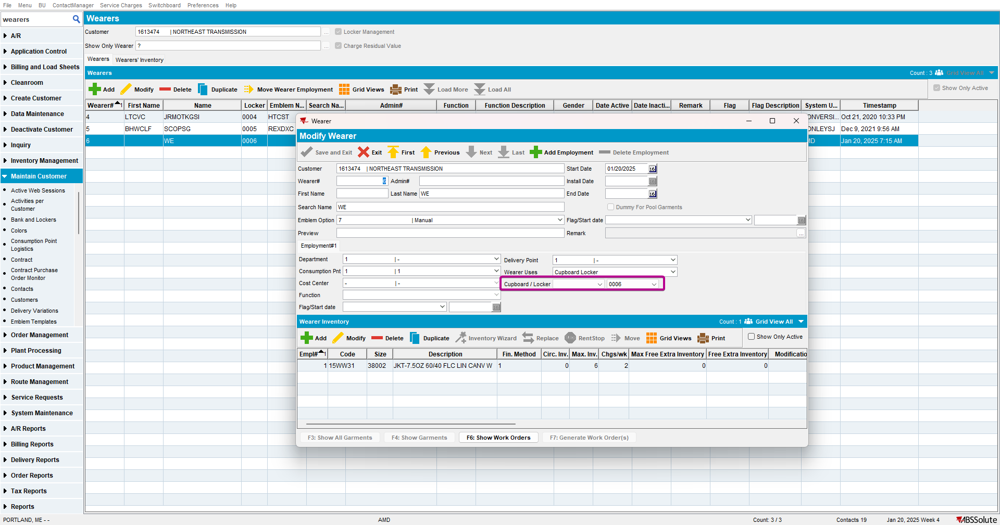 File Menu BU ContactManager Service Charges Switchboard Preferences Help
wearers
Wearers
Customer 1613474 | NORTHEAST TRANSMISSION ... Locker Management
Show Only Wearer ? ... Charge Residual Value
Wearers Wearers' Inventory
Wearers Count : 3 Grid View All
Add Modify Delete Duplicate Move Wearer Employment Grid Views Print Load More Load All Show Only Active
Wearer# 1 First Name Name Locker Emblem N... Search Na... Admin# Function Function Description Gender Date Active Date Inacti... Remark Flag Flag Description System U... Timestamp
4 LTCVC JRMOTKGSI 0004 HTCST ONVERSI... Oct 21, 2020 10:33 PM
5 BHWCLF SCOPSG 0005 REXDXC ONLEYSJ Dec 9, 2021 9:56 AM
6 WE 0006 MD Jan 20, 2025 7:15 AM
A/R
Application Control
Billing and Load Sheets
Cleanroom
Create Customer
Data Maintenance
Deactivate Customer
Inquiry
Inventory Management
Maintain Customer
Active Web Sessions
Activities per
Customer
Bank and Lockers
Colors
Consumption Point
Logistics
Contract
Contract Purchase
Order Monitor
Contacts
Customers
Delivery Variations
Emblem Templates
Order Management
Plant Processing
Product Management
Route Management
Service Requests
System Maintenance
A/R Reports
Billing Reports
Delivery Reports
Order Reports
Tax Reports
Reports
Wearer
Modify Wearer
Save and Exit Exit First Previous Next Last Add Employment Delete Employment
Customer 1613474 | NORTHEAST TRANSMISSION Start Date 01/20/2025 16
Wearer# 6 Admin# Install Date 16
First Name Last Name WE End Date 16
Search Name WE Dummy For Pool Garments
Emblem Option 7 | Manual Flag/Start date 16
Preview Remark ...
Employment#1
Department 1 | - Delivery Point 1 | -
Consumption Pnt 1 | 1 Wearer Uses Cupboard Locker
Cost Center - | - Cupboard / Locker 0006
Function
Flag/Start date 16
Wearer Inventory Count : 1 Grid View All
Add Modify Delete Duplicate Inventory Wizard Replace RentStop Move Grid Views Print Show Only Active
Empl# 1 Code Size Description Fin. Method Circ. Inv. Max. Inv. Chgs/wk Max Free Extra Inventory Free Extra Inventory Modificatio
1 15WW31 38002 JKT-7.5OZ 60/40 FLC LIN CANV W 1 0 6 2 0 0
F3: Show All Garments F4: Show Garments F6: Show Work Orders F7: Generate Work Order(s)
PORTLAND, ME - - AMD Count: 3 / 3 Contacts 19 Jan 20, 2025 Week 4 ABSSolute